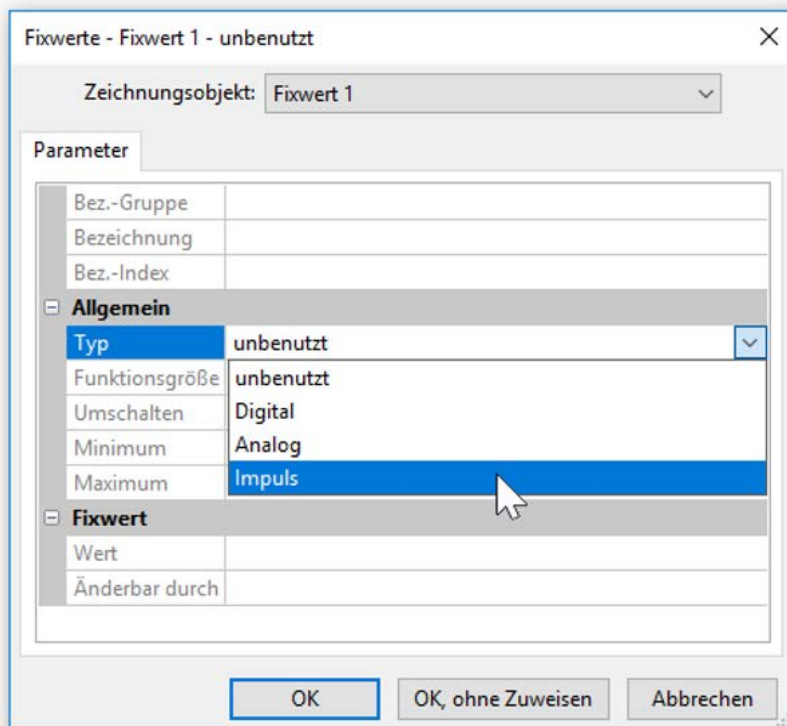 Fixwerte - Fixwert 1 - unbenutzt
Zeichnungsobjekt: Fixwert 1
Parameter
Bez.-Gruppe
Bezeichnung
Bez.-Index
Allgemein
Typ unbenutzt
Funktionsgröße unbenutzt
Umschalten Digital
Minimum Analog
Maximum Impuls
Fixwert
Wert
Änderbar durch
OK OK, ohne Zuweisen Abbrechen